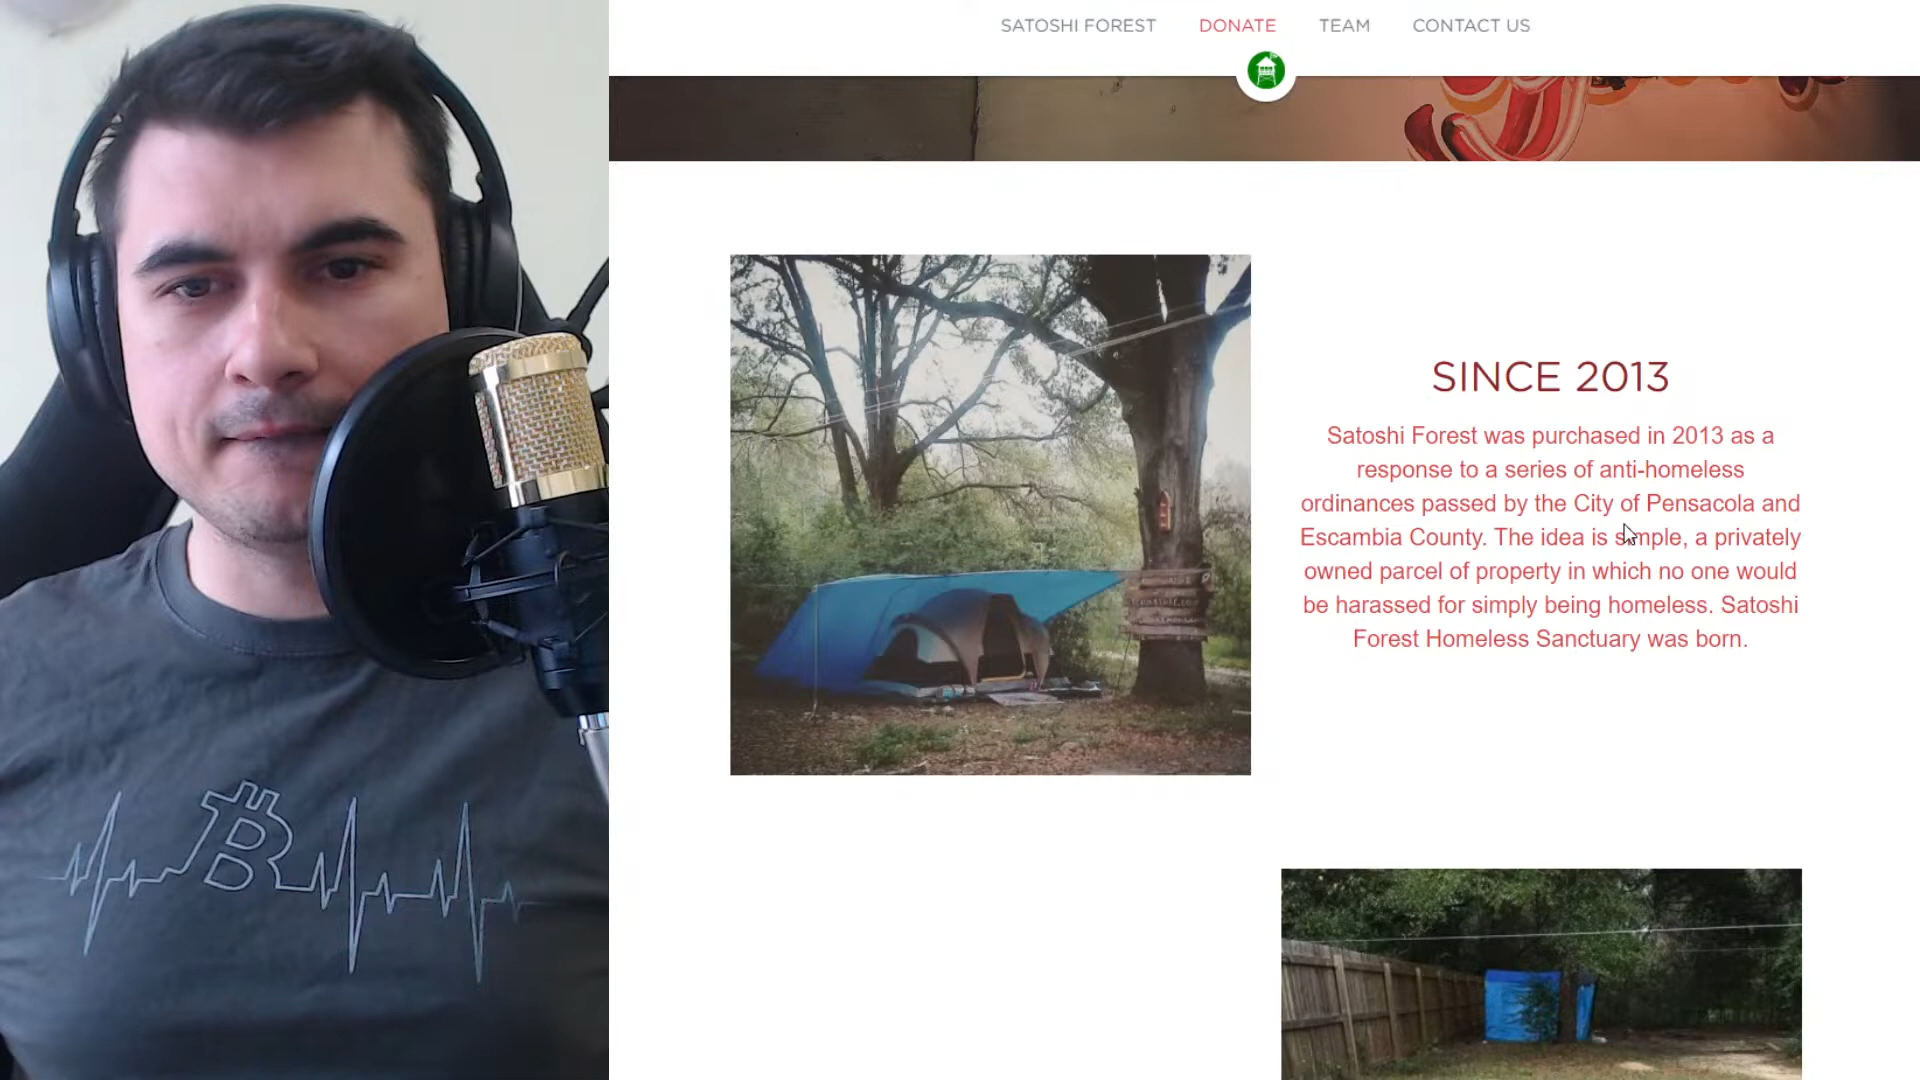 SATOSHI FOREST DONATE TEAM CONTACT US
SINCE 2013
Satoshi Forest was purchased in 2013 as a
response to a series of anti-homeless
ordinances passed by the City of Pensacola and
Escambia County. The idea is simple, a privately
owned parcel of property in which no one would
be harassed for simply being homeless. Satoshi
Forest Homeless Sanctuary was born.